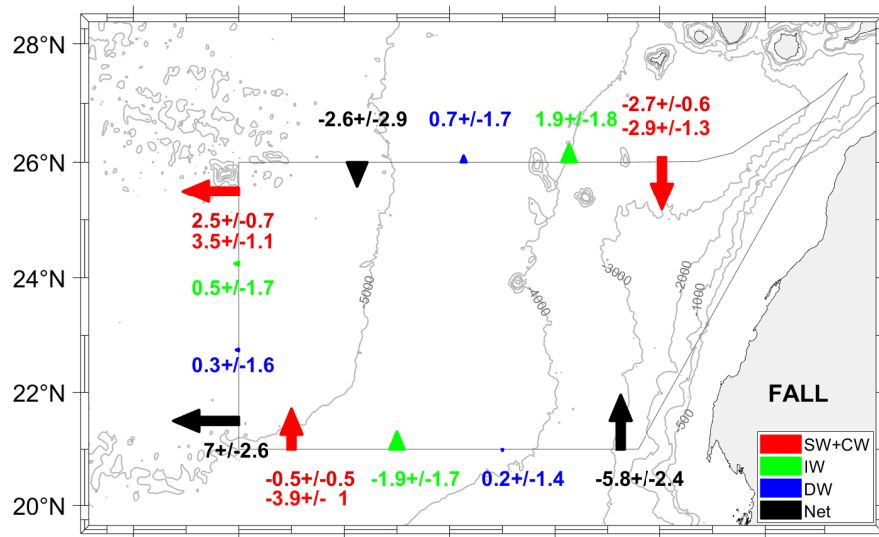 28°N
-2.7+/-0.6
-2.6+/-2.9 0.7+/-1.7 1.9+/-1.8 -2.9+/-1.3
26°N
2.5+/-0.7
3.5+/-1.1
24°N
0.5+/-1.7
-5000 -4000 -3000 -2000 -1000
0.3+/-1.6
22°N
FALL
-500
7+/-2.6
SW+CW
IW
DW
Net
-0.5+/-0.5 -1.9+/-1.7 0.2+/-1.4 -5.8+/-2.4
-3.9+/- 1
20°N